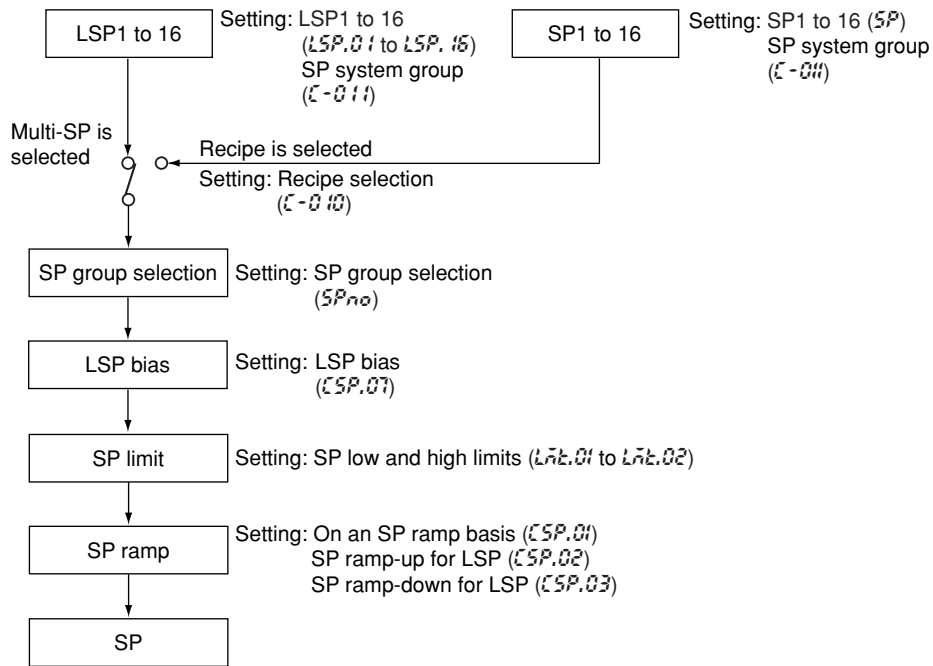 LSP1 to 16
Setting: LSP1 to 16
(LSP.01 to LSP.16)
SP system group
(C-011)
SP1 to 16
Setting: SP1 to 16 (SP)
SP system group
(C-011)
Multi-SP is
selected
Recipe is selected
Setting: Recipe selection
(C-010)
SP group selection
Setting: SP group selection
(SPno)
LSP bias
Setting: LSP bias
(CSP.07)
SP limit
Setting: SP low and high limits (Lmt.01 to Lmt.02)
SP ramp
Setting: On an SP ramp basis (CSP.01)
SP ramp-up for LSP (CSP.02)
SP ramp-down for LSP (CSP.03)
SP